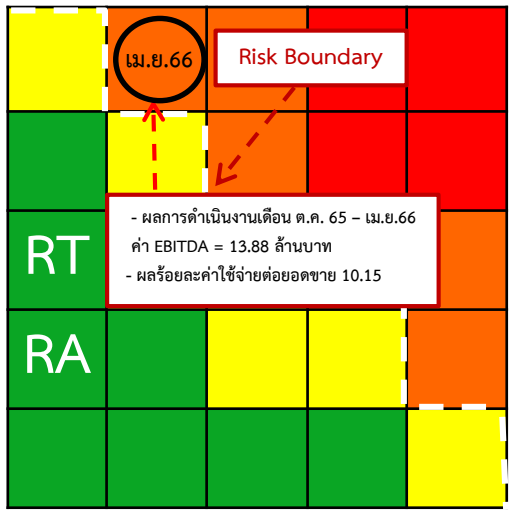 เม.ย.66
Risk Boundary
- ผลการดำเนินงานเดือน ต.ค. 65 – เม.ย.66
ค่า EBITDA = 13.88 ล้านบาท
- ผลร้อยละค่าใช้จ่ายต่อยอดขาย 10.15
RT
RA